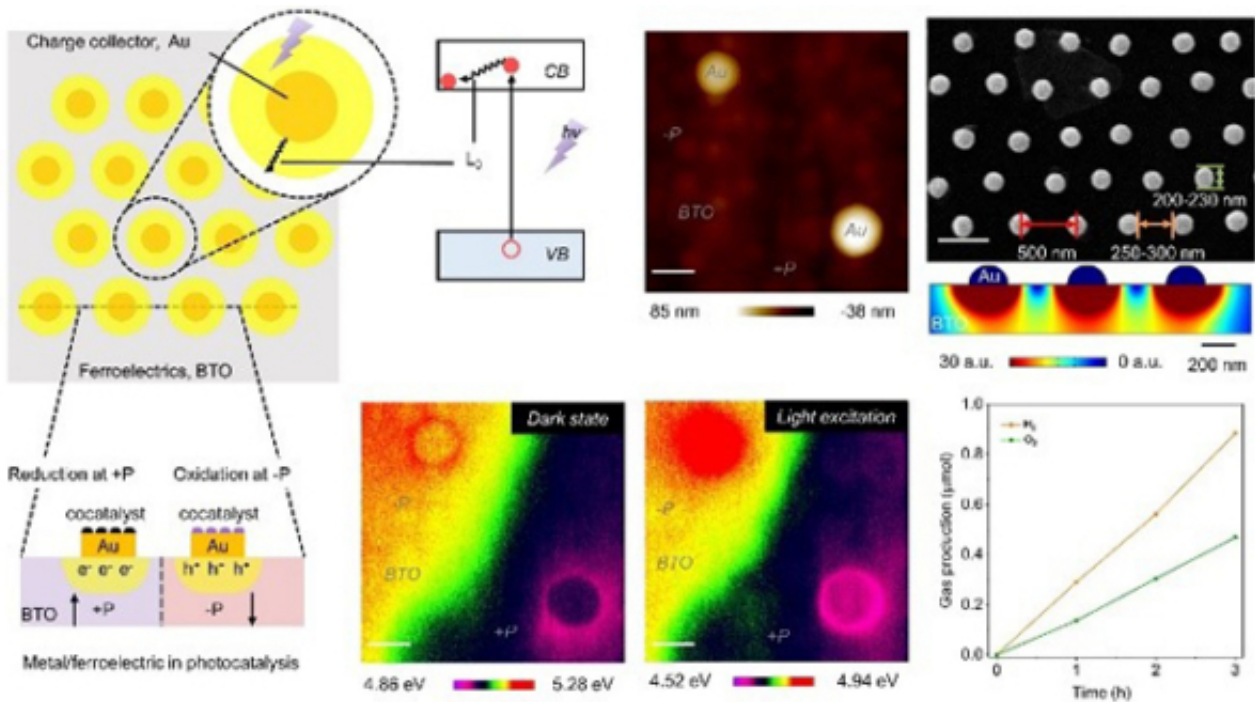 Charge collector, Au
CB
hν
L₀
VB
Ferroelectrics, BTO
Reduction at +P
Oxidation at -P
cocatalyst
cocatalyst
Au
Au
e⁻ e⁻ e⁻
h⁺ h⁺ h⁺
BTO
+P
-P
Metal/ferroelectric in photocatalysis
Au
-P
BTO
Au
+P
85 nm
-38 nm
200-230 nm
500 nm
250-300 nm
Au
BTO
30 a.u.
0 a.u.
200 nm
Dark state
-P
BTO
+P
4.86 eV
5.28 eV
Light excitation
-P
BTO
+P
4.52 eV
4.94 eV
Gas production (μmol)
1.0
0.8
0.6
0.4
0.2
0.0
H₂
O₂
0
1
2
3
Time (h)